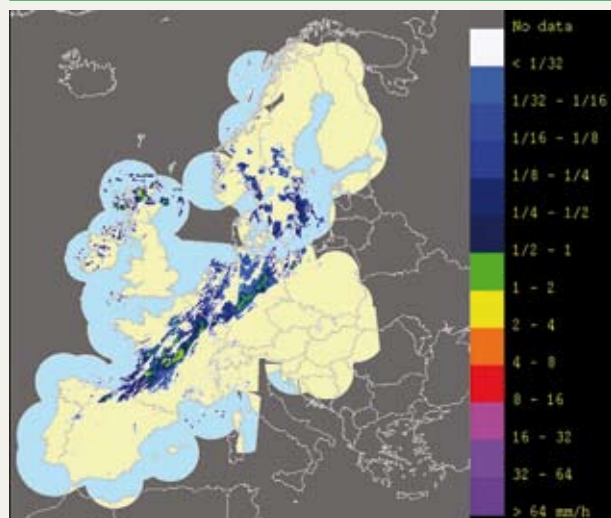 No data
< 1/32
1/32 - 1/16
1/16 - 1/8
1/8 - 1/4
1/4 - 1/2
1/2 - 1
1 - 2
2 - 4
4 - 8
8 - 16
16 - 32
32 - 64
> 64 mm/h